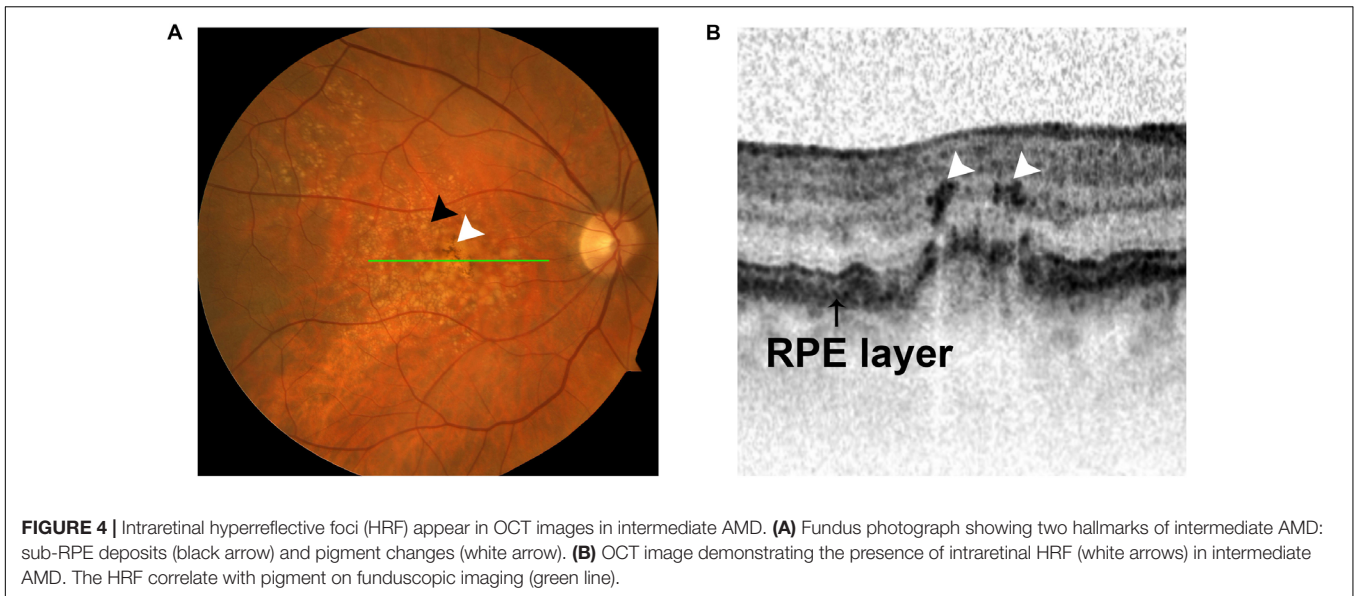 A
B
RPE layer
FIGURE 4 | Intraretinal hyperreflective foci (HRF) appear in OCT images in intermediate AMD. (A) Fundus photograph showing two hallmarks of intermediate AMD:
sub-RPE deposits (black arrow) and pigment changes (white arrow). (B) OCT image demonstrating the presence of intraretinal HRF (white arrows) in intermediate
AMD. The HRF correlate with pigment on funduscopic imaging (green line).